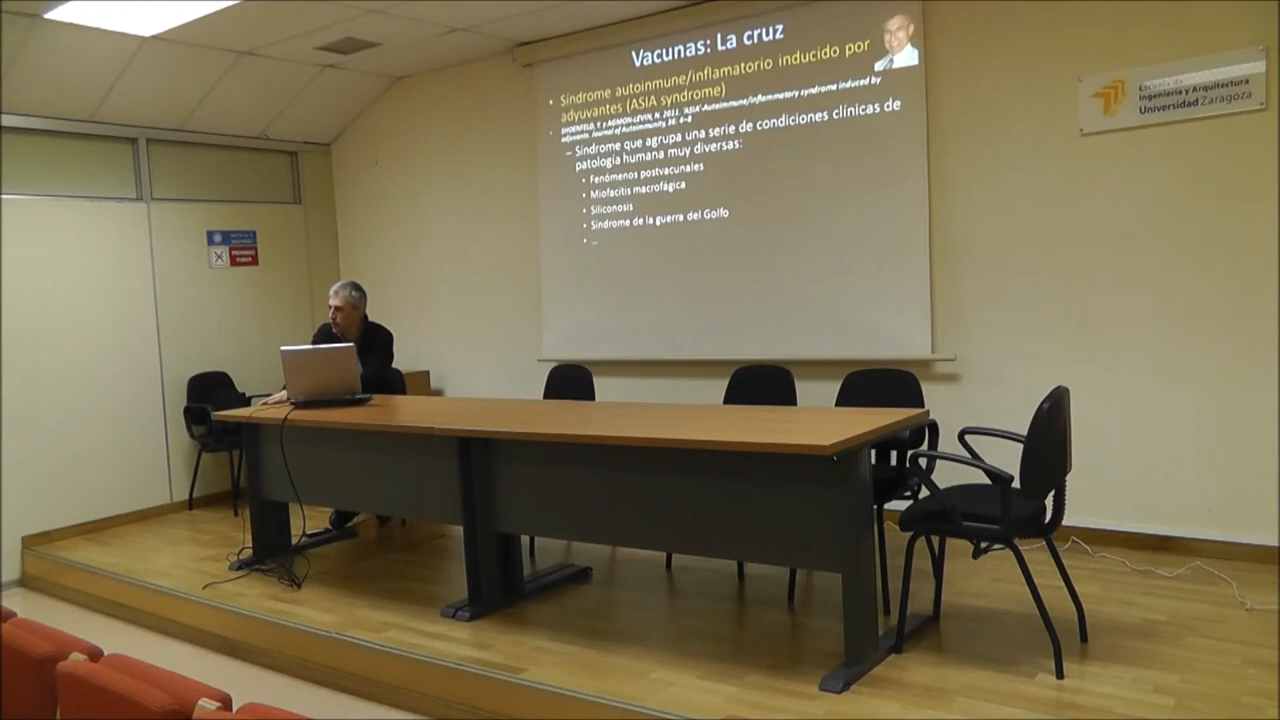 Vacunas: La cruz
• Síndrome autoinmune/inflamatorio inducido por
adyuvantes (ASIA syndrome)
• SHOENFELD, Y. y AGMON-LEVIN, N. 2011. 'ASIA'-Autoimmune/inflammatory syndrome induced by
adjuvants. Journal of Autoimmunity, 36: 4–8
– Síndrome que agrupa una serie de condiciones clínicas de
patología humana muy diversas:
• Fenómenos postvacunales
• Miofacitis macrofágica
• Siliconosis
• Síndrome de la guerra del Golfo
• ...
Escuela de
Ingeniería y Arquitectura
Universidad Zaragoza
PROHIBIDO
FUMAR